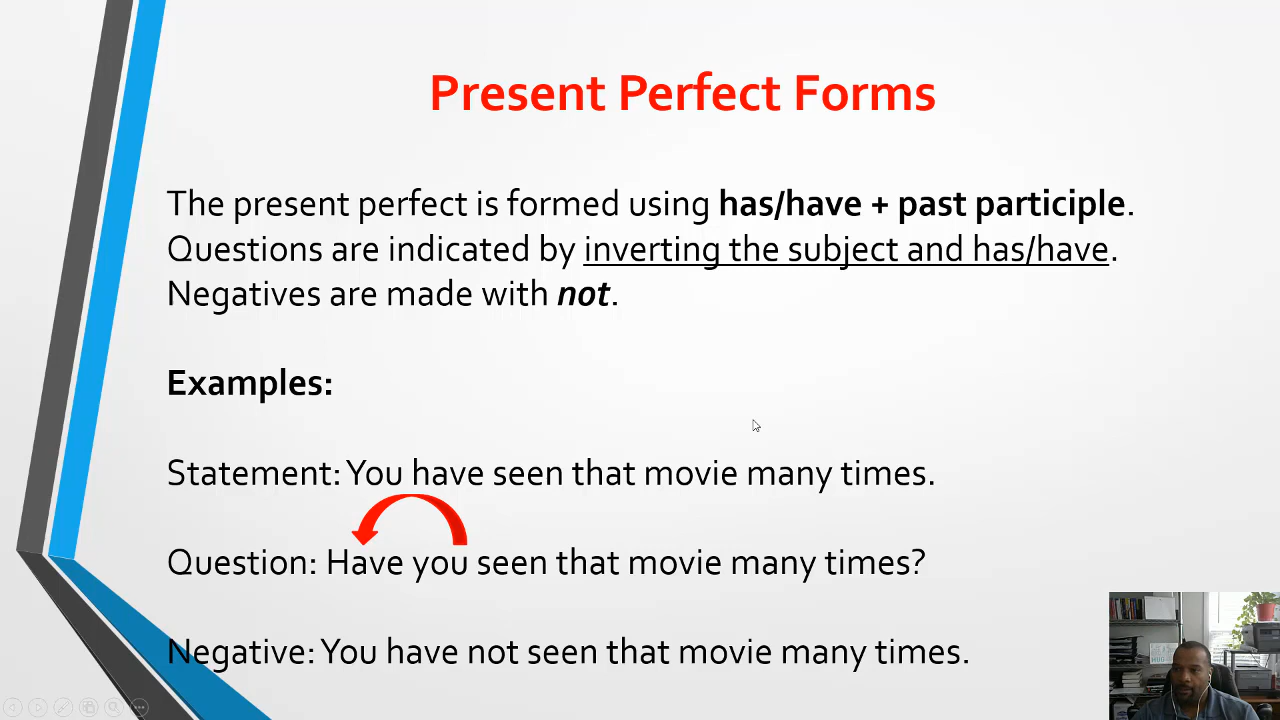 Present Perfect Forms
The present perfect is formed using has/have + past participle.
Questions are indicated by inverting the subject and has/have.
Negatives are made with not.
Examples:
Statement: You have seen that movie many times.
Question: Have you seen that movie many times?
Negative: You have not seen that movie many times.